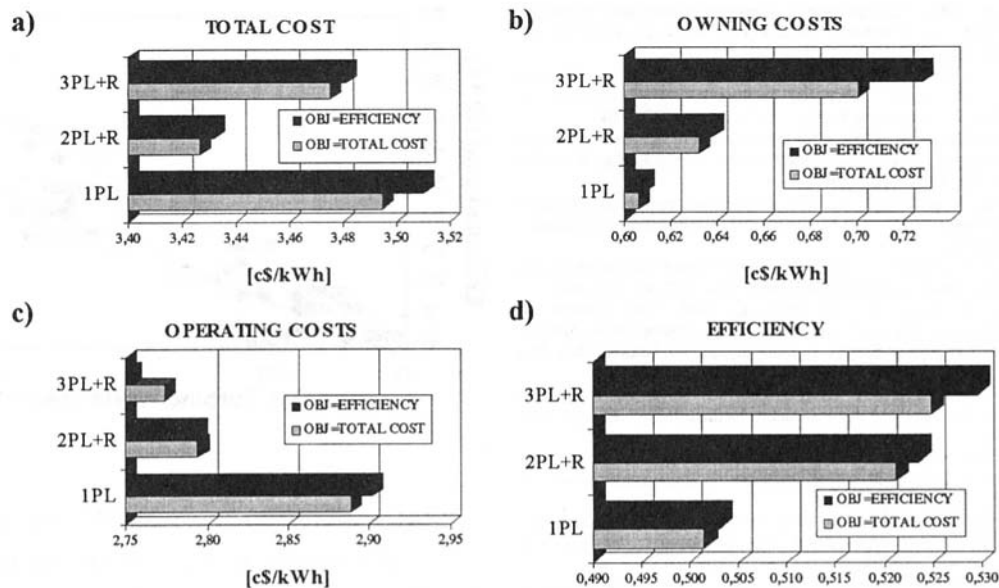 a)
TOTAL COST
3PL+R
2PL+R
1PL
OBJ=EFFICIENCY
OBJ=TOTAL COST
3,40 3,42 3,44 3,46 3,48 3,50 3,52
[c$/kWh]
b)
OWNING COSTS
3PL+R
2PL+R
1PL
OBJ=EFFICIENCY
OBJ=TOTAL COST
0,60 0,62 0,64 0,66 0,68 0,70 0,72
[c$/kWh]
c)
OPERATING COSTS
3PL+R
2PL+R
1PL
OBJ=EFFICIENCY
OBJ=TOTAL COST
2,75 2,80 2,85 2,90 2,95
[c$/kWh]
d)
EFFICIENCY
3PL+R
2PL+R
1PL
OBJ=EFFICIENCY
OBJ=TOTAL COST
0,490 0,495 0,500 0,505 0,510 0,515 0,520 0,525 0,530